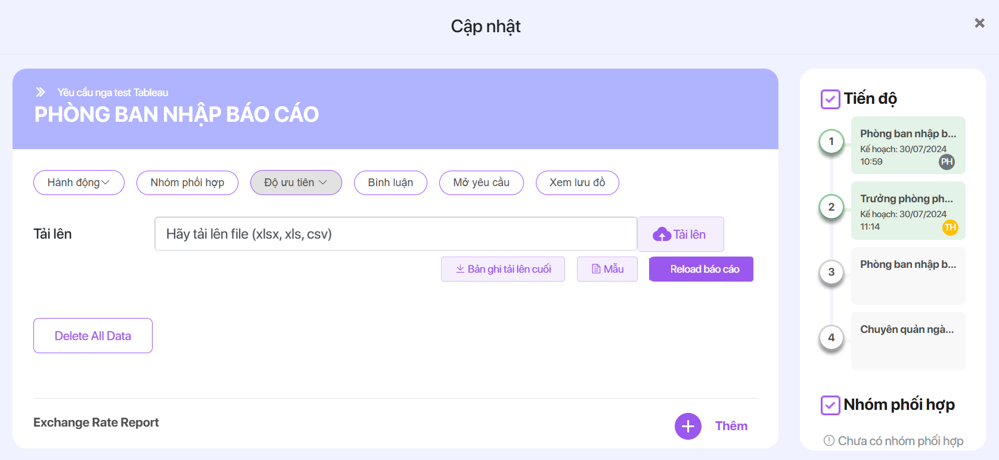 Cập nhật
Yêu cầu nga test Tableau
PHÒNG BAN NHẬP BÁO CÁO
Hành động
Nhóm phối hợp
Độ ưu tiên
Bình luận
Mở yêu cầu
Xem lưu đồ
Tải lên
Hãy tải lên file (xlsx, xls, csv)
Tải lên
Bản ghi tải lên cuối
Mẫu
Reload báo cáo
Delete All Data
Exchange Rate Report
Thêm
Tiến độ
1
Phòng ban nhập b...
Kế hoạch: 30/07/2024
10:59
PH
2
Trưởng phòng ph...
Kế hoạch: 30/07/2024
11:14
TH
3
Phòng ban nhập b...
4
Chuyên quản ngà...
Nhóm phối hợp
Chưa có nhóm phối hợp